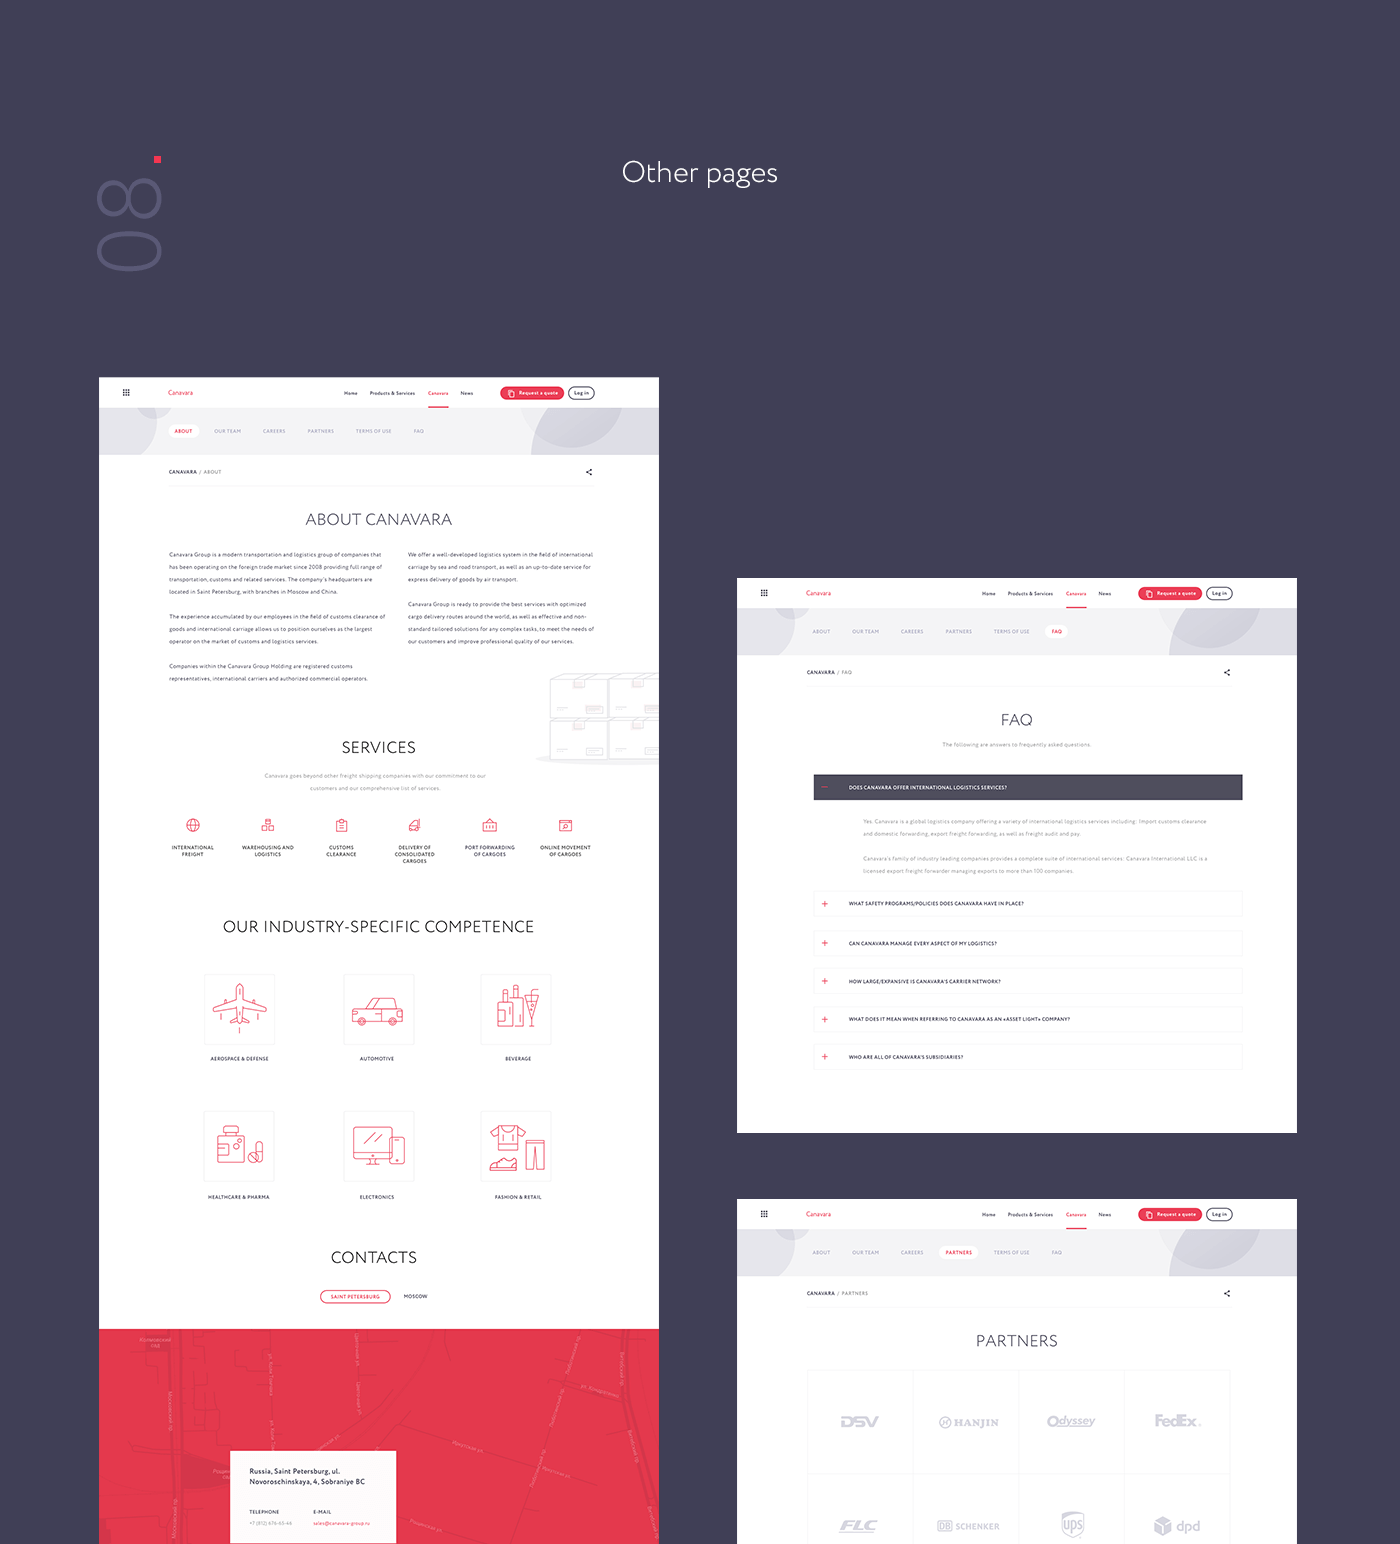 08
Other pages
Canavara
Home Products & Services Canavara News Request a quote Log in
ABOUT OUR TEAM CAREERS PARTNERS TERMS OF USE FAQ
CANAVARA / ABOUT
ABOUT CANAVARA
Canavara Group is a modern transportation and logistics group of companies that
has been operating on the foreign trade market since 2008 providing full range of
transportation, customs and related services. The company's headquarters are
located in Saint Petersburg, with branches in Moscow and China.
The experience accumulated by our employees in the field of customs clearance of
goods and international carriage allows us to position ourselves as the largest
operator on the market of customs and logistics services.
Companies within the Canavara Group Holding are registered customs
representatives, international carriers and authorized commercial operators.
We offer a well-developed logistics system in the field of international
carriage by sea and road transport, as well as an up-to-date service for
express delivery of goods by air transport.
Canavara Group is ready to provide the best services with optimized
cargo delivery routes around the world, as well as effective and non-
standard tailored solutions for any complex tasks, to meet the needs of
our customers and improve professional quality of our services.
SERVICES
Canavara goes beyond other freight shipping companies with our commitment to our
customers and our comprehensive list of services.
INTERNATIONAL
FREIGHT
WAREHOUSING AND
LOGISTICS
CUSTOMS
CLEARANCE
DELIVERY OF
CONSOLIDATED
CARGOES
PORT FORWARDING
OF CARGOES
ONLINE MOVEMENT
OF CARGOES
OUR INDUSTRY-SPECIFIC COMPETENCE
AEROSPACE & DEFENSE
AUTOMOTIVE
BEVERAGE
HEALTHCARE & PHARMA
ELECTRONICS
FASHION & RETAIL
CONTACTS
SAINT PETERSBURG MOSCOW
Московский пр.
Иркутская ул.
Рощинская ул.
Russia, Saint Petersburg, ul.
Novoroschinskaya, 4, Sobraniye BC
TELEPHONE E-MAIL
+7 (812) 676-65-46 sales@canavara-group.ru
Canavara
Home Products & Services Canavara News Request a quote Log in
ABOUT OUR TEAM CAREERS PARTNERS TERMS OF USE FAQ
CANAVARA / FAQ
FAQ
The following are answers to frequently asked questions
DOES CANAVARA OFFER INTERNATIONAL LOGISTICS SERVICES?
Yes. Canavara is a global logistics company offering a variety of international logistics services including: Import customs clearance
and domestic forwarding, export freight forwarding, as well as freight audit and pay.
Canavara's family of industry leading companies provides a complete suite of international services. Canavara International LLC is a
licensed export freight forwarder managing exports to more than 100 companies.
WHAT SAFETY PROGRAMS/POLICIES DOES CANAVARA HAVE IN PLACE?
CAN CANAVARA MANAGE EVERY ASPECT OF MY LOGISTICS?
HOW LARGE/EXPANSIVE IS CANAVARA'S CARRIER NETWORK?
WHAT DOES IT MEAN WHEN REFERRING TO CANAVARA AS AN «ASSET LIGHT» COMPANY?
WHO ARE ALL OF CANAVARA'S SUBSIDIARIES?
Canavara
Home Products & Services Canavara News Request a quote Log in
ABOUT OUR TEAM CAREERS PARTNERS TERMS OF USE FAQ
CANAVARA / PARTNERS
PARTNERS
DSV HANJIN Odyssey FedEx
FLC DB SCHENKER ups dpd